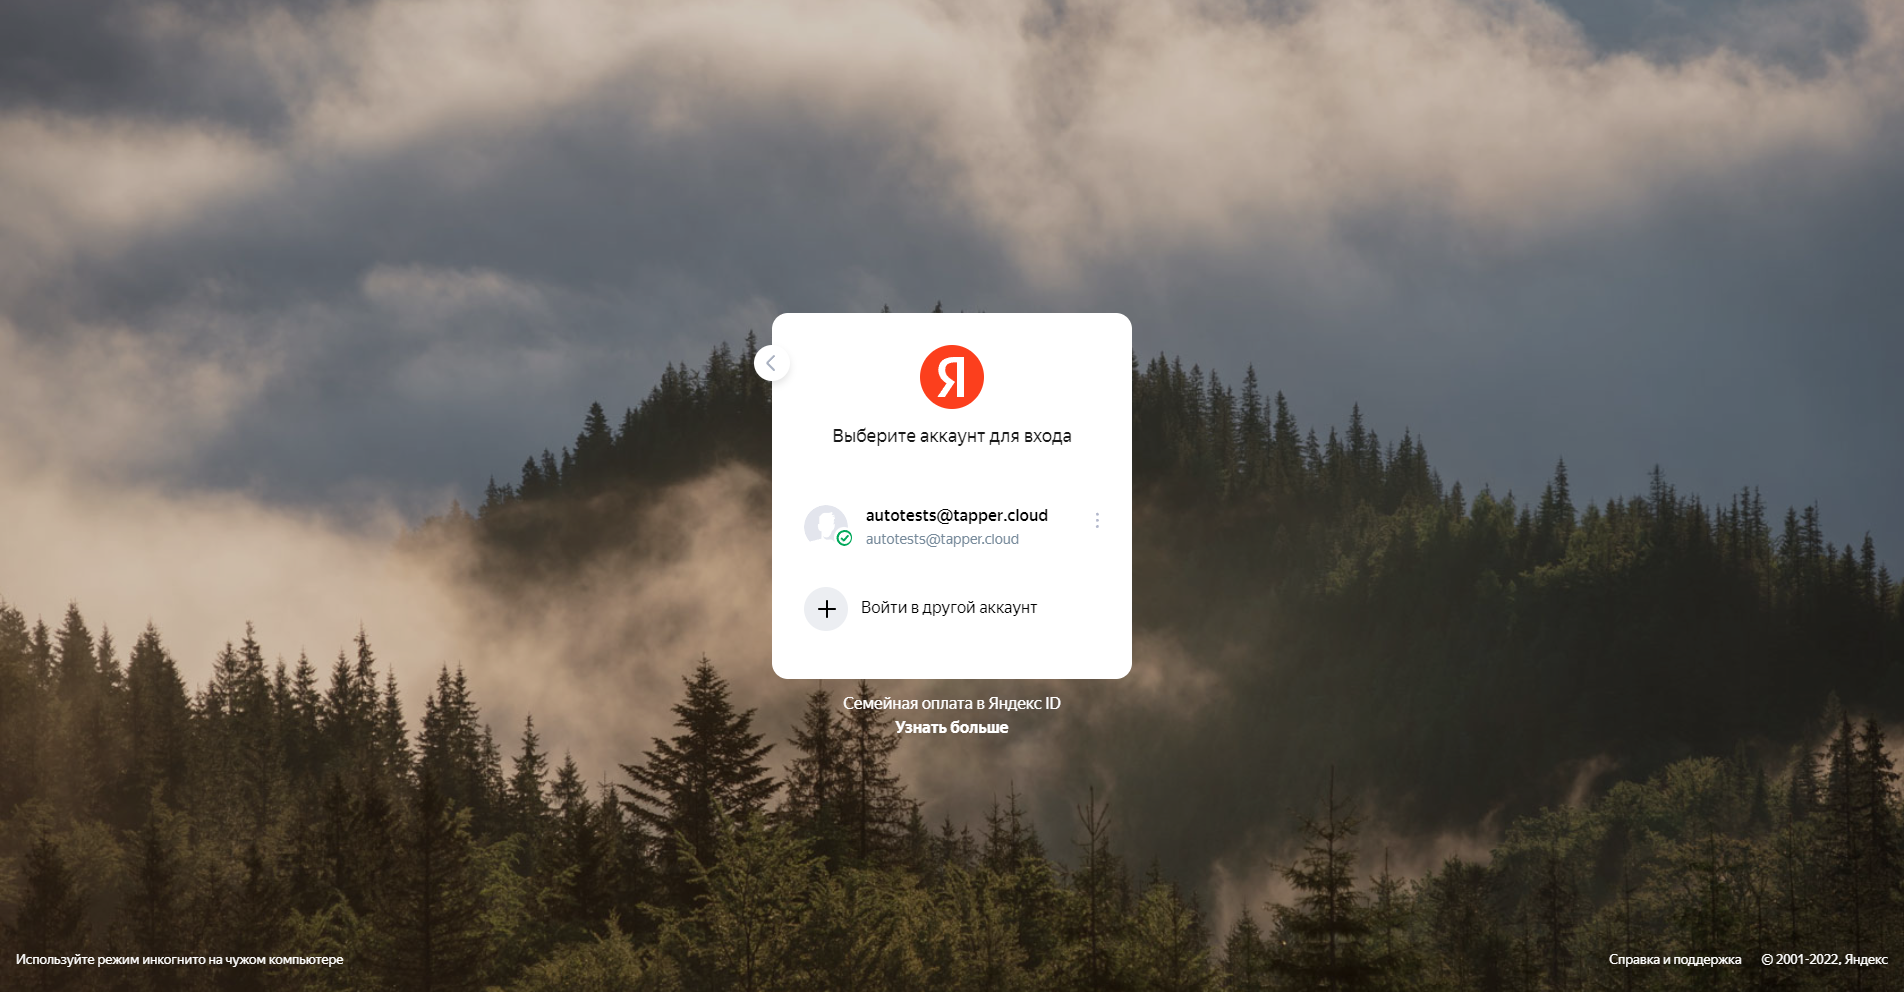 Я
Выберите аккаунт для входа
autotests@tapper.cloud
autotests@tapper.cloud
Войти в другой аккаунт
Семейная оплата в Яндекс ID
Узнать больше
Используйте режим инкогнито на чужом компьютере
Справка и поддержка
© 2001-2022, Яндекс